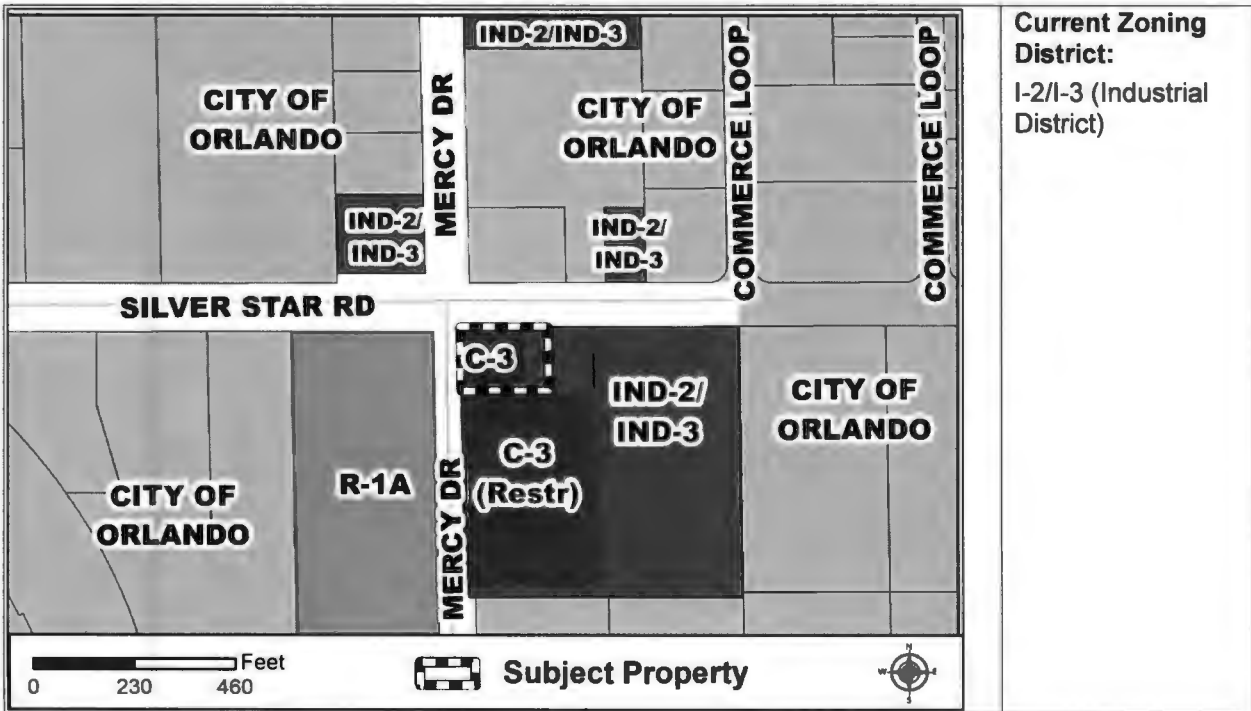 IND-2/IND-3
CITY OF
ORLANDO
MERCY DR
CITY OF
ORLANDO
COMMERCE LOOP
COMMERCE LOOP
IND-2/
IND-3
IND-2/
IND-3
SILVER STAR RD
C-3
IND-2/
IND-3
CITY OF
ORLANDO
C-3
(Restr)
R-1A
MERCY DR
CITY OF
ORLANDO
Feet
0 230 460
Subject Property
N
W E
S
Current Zoning
District:
I-2/I-3 (Industrial
District)